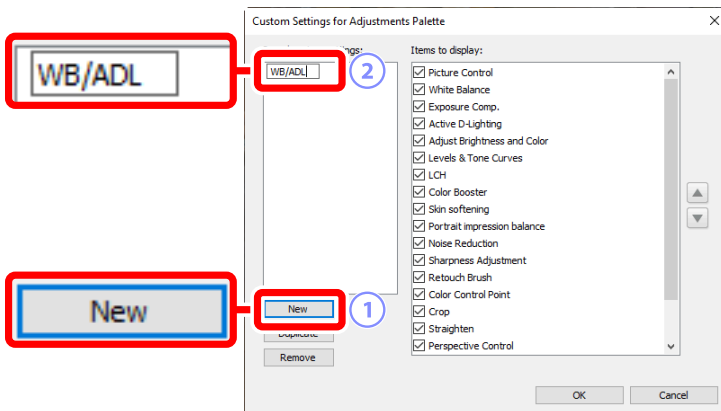 Custom Settings for Adjustments Palette
ngs:
Items to display:
WB/ADL
WB/ADL
2
Picture Control
White Balance
Exposure Comp.
Active D-Lighting
Adjust Brightness and Color
Levels & Tone Curves
LCH
Color Booster
Skin softening
Portrait impression balance
Noise Reduction
Sharpness Adjustment
Retouch Brush
Color Control Point
Crop
Straighten
Perspective Control
New
New
1
Duplicate
Remove
OK
Cancel